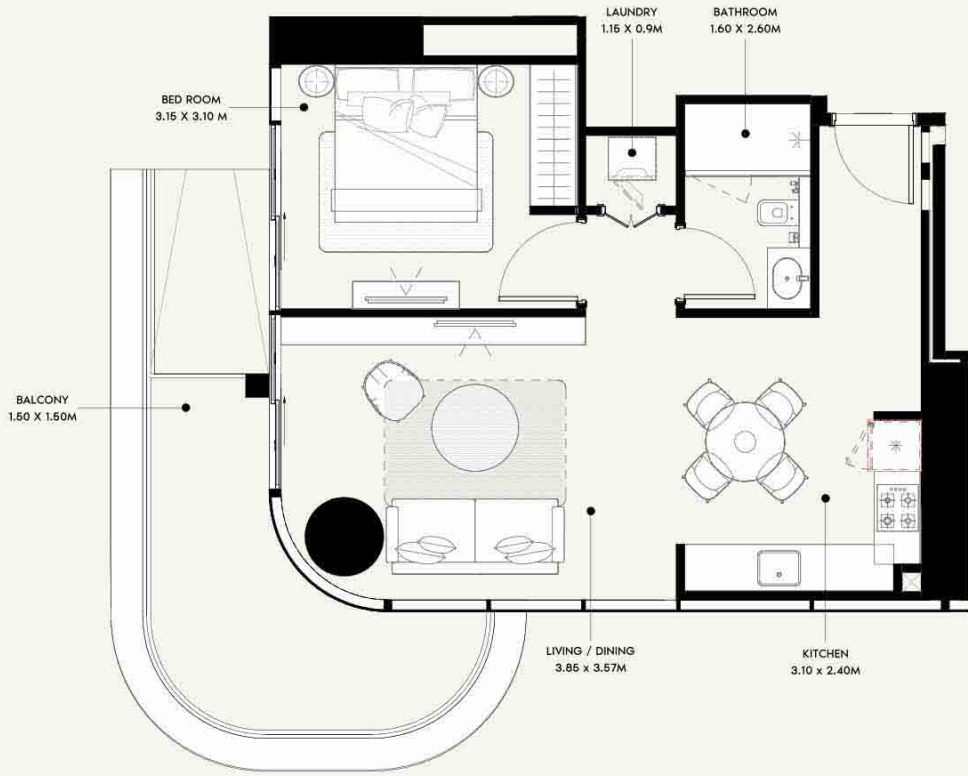 LAUNDRY
1.15 X 0.9M
BATHROOM
1.60 X 2.60M
BED ROOM
3.15 X 3.10 M
BALCONY
1.50 X 1.50M
LIVING / DINING
3.85 x 3.57M
KITCHEN
3.10 x 2.40M